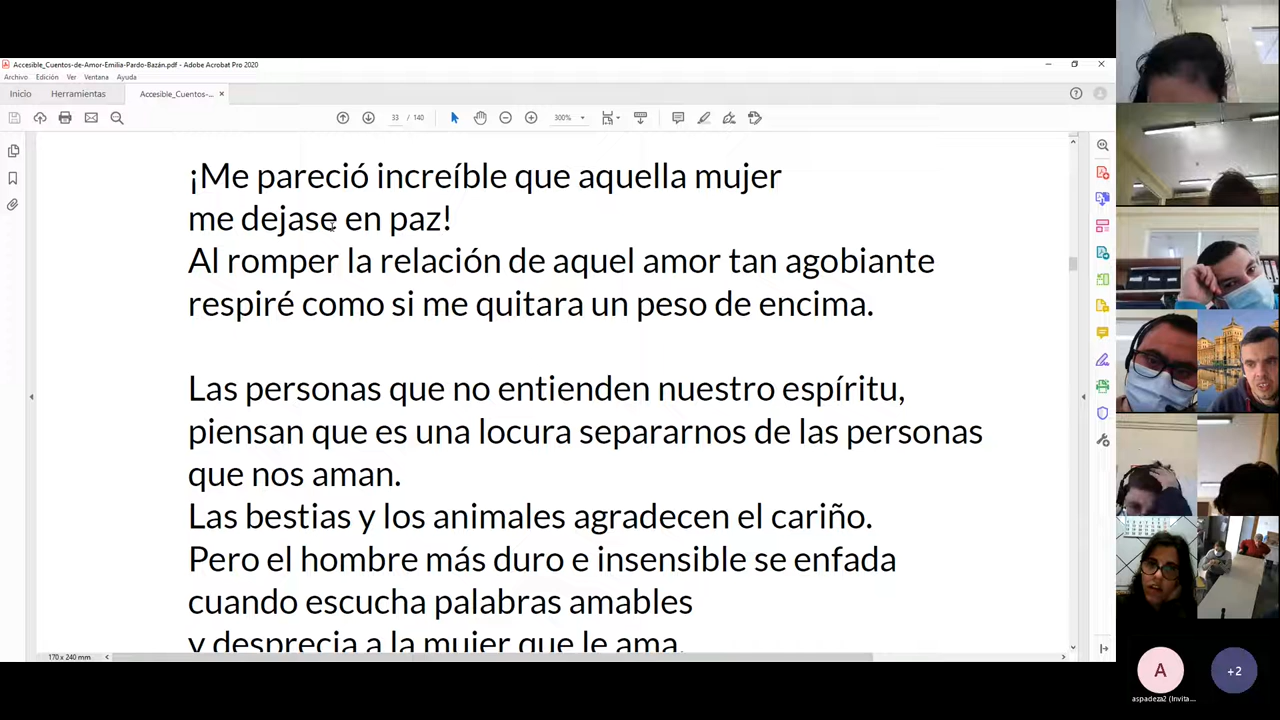 Accesible_Cuentos-de-Amor-Emilia-Pardo-Bazán.pdf - Adobe Acrobat Pro 2020
Archivo Edición Ver Ventana Ayuda
Inicio Herramientas Accesible_Cuentos-... ×
33 / 140 300%
¡Me pareció increíble que aquella mujer
me dejase en paz!
Al romper la relación de aquel amor tan agobiante
respiré como si me quitara un peso de encima.
Las personas que no entienden nuestro espíritu,
piensan que es una locura separarnos de las personas
que nos aman.
Las bestias y los animales agradecen el cariño.
Pero el hombre más duro e insensible se enfada
cuando escucha palabras amables
y desprecia a la mujer que le ama.
170 x 240 mm
A
+2
aspadeza2 (Invita...